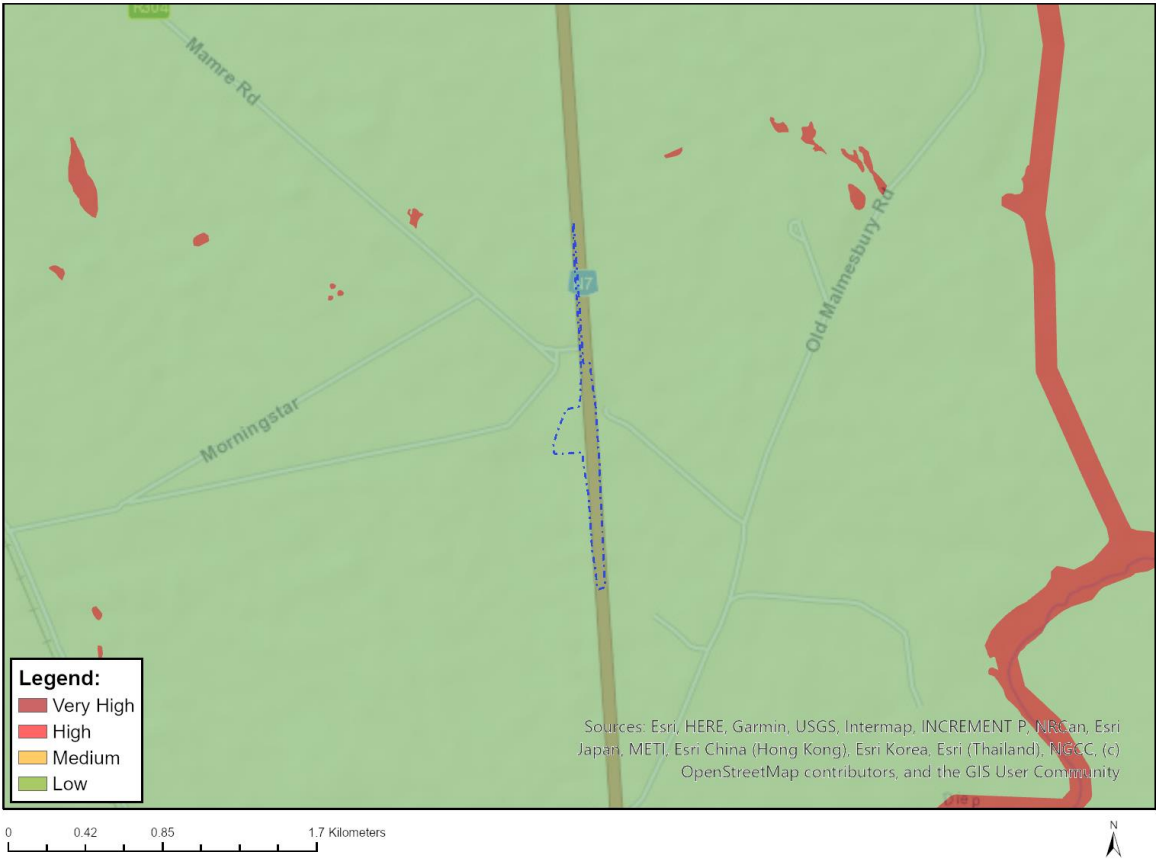 R304
Mamre Rd
Old Malmesbury Rd
Morningstar
Legend:
Very High
High
Medium
Low
Sources: Esri, HERE, Garmin, USGS, Intermap, INCREMENT P, NRCan, Esri
Japan, METI, Esri China (Hong Kong), Esri Korea, Esri (Thailand), NGCC, (c)
OpenStreetMap contributors, and the GIS User Community
Diep
0 0.42 0.85 1.7 Kilometers
N